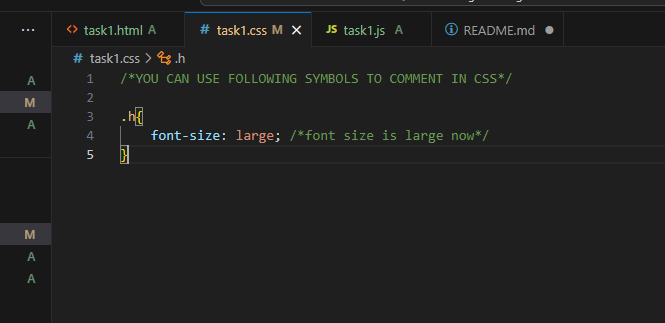 ··· <> task1.html A # task1.css M × JS task1.js A ⓘ README.md ●
# task1.css > .h
A
M
A
M
A
A
1 /*YOU CAN USE FOLLOWING SYMBOLS TO COMMENT IN CSS*/
2
3 .h{
4 font-size: large; /*font size is large now*/
5 }